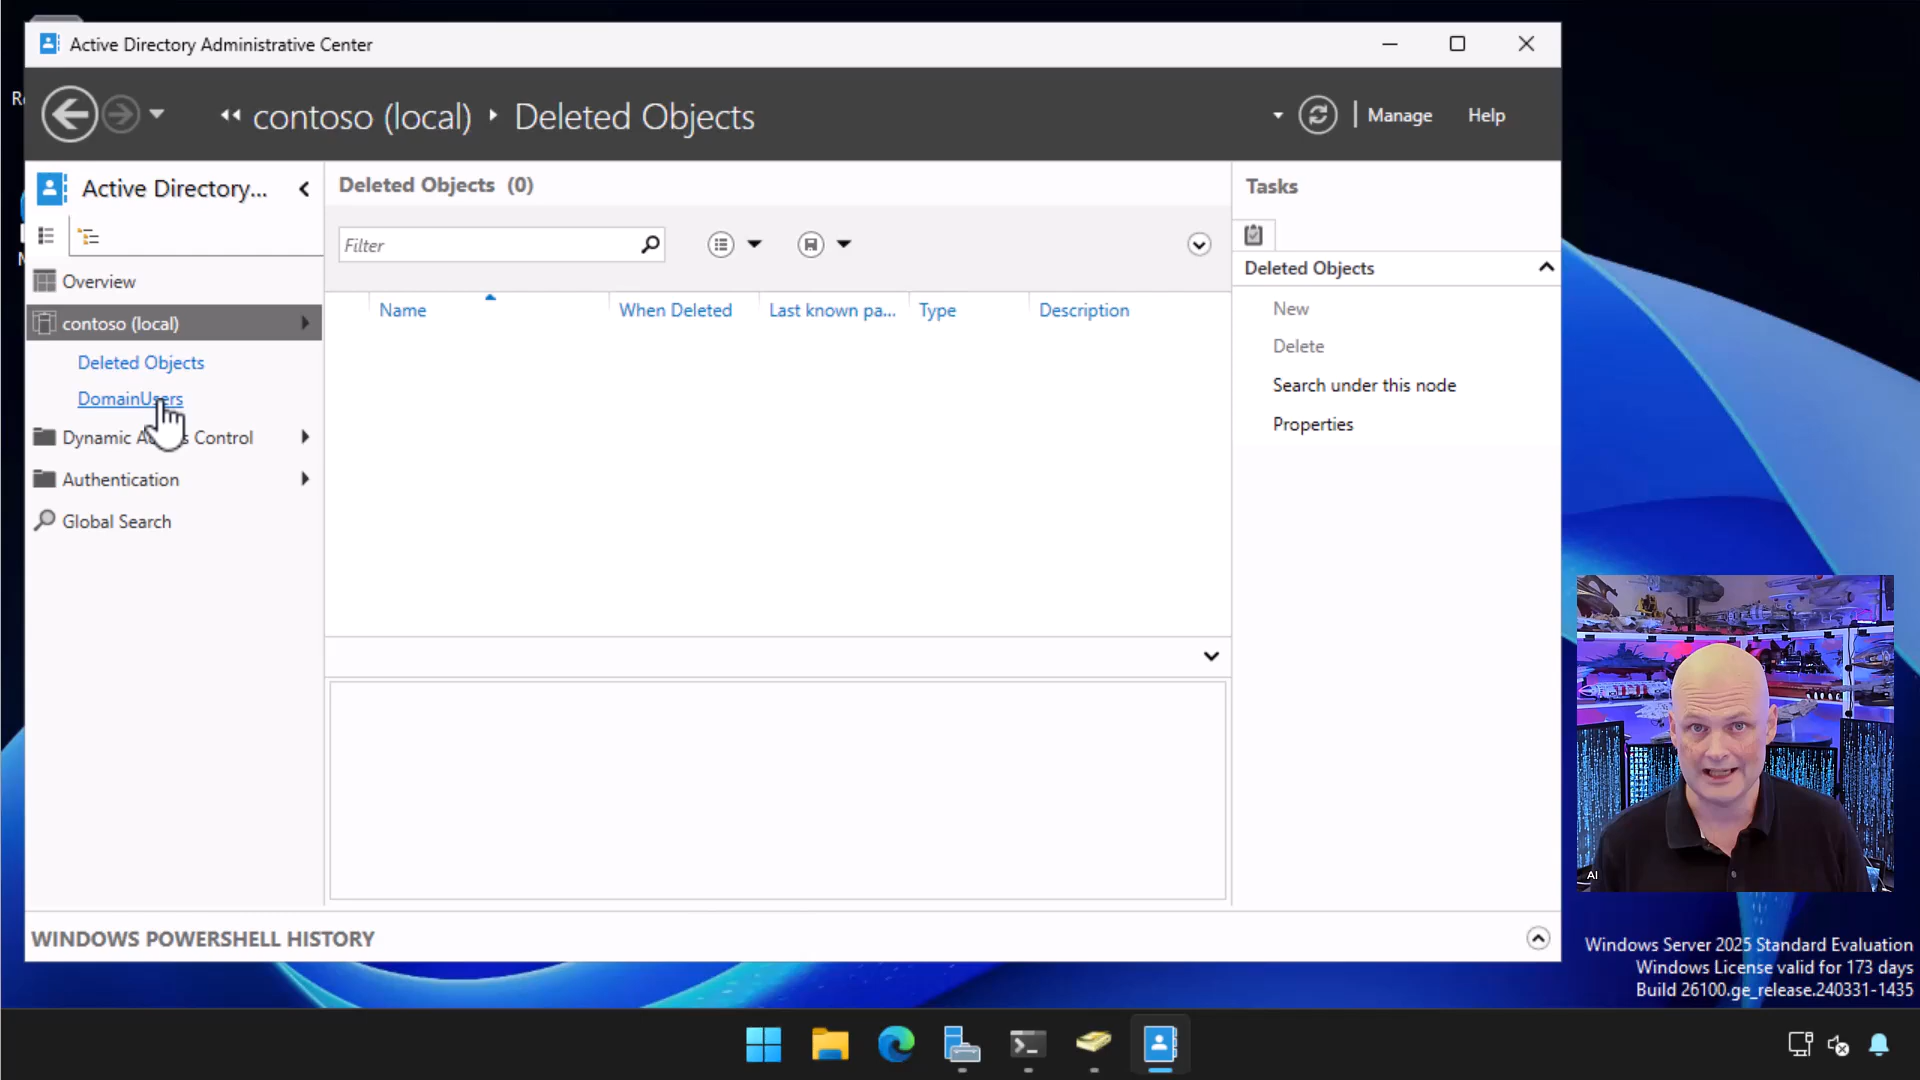 Active Directory Administrative Center
contoso (local)
Deleted Objects
Manage
Help
Active Directory...
Overview
contoso (local)
Deleted Objects
DomainUsers
Dynamic Control
Authentication
Global Search
Deleted Objects (0)
Filter
Name
When Deleted
Last known pa...
Type
Description
Tasks
Deleted Objects
New
Delete
Search under this node
Properties
WINDOWS POWERSHELL HISTORY
AI
Windows Server 2025 Standard Evaluation
Windows License valid for 173 days
Build 26100.ge_release.240331-1435